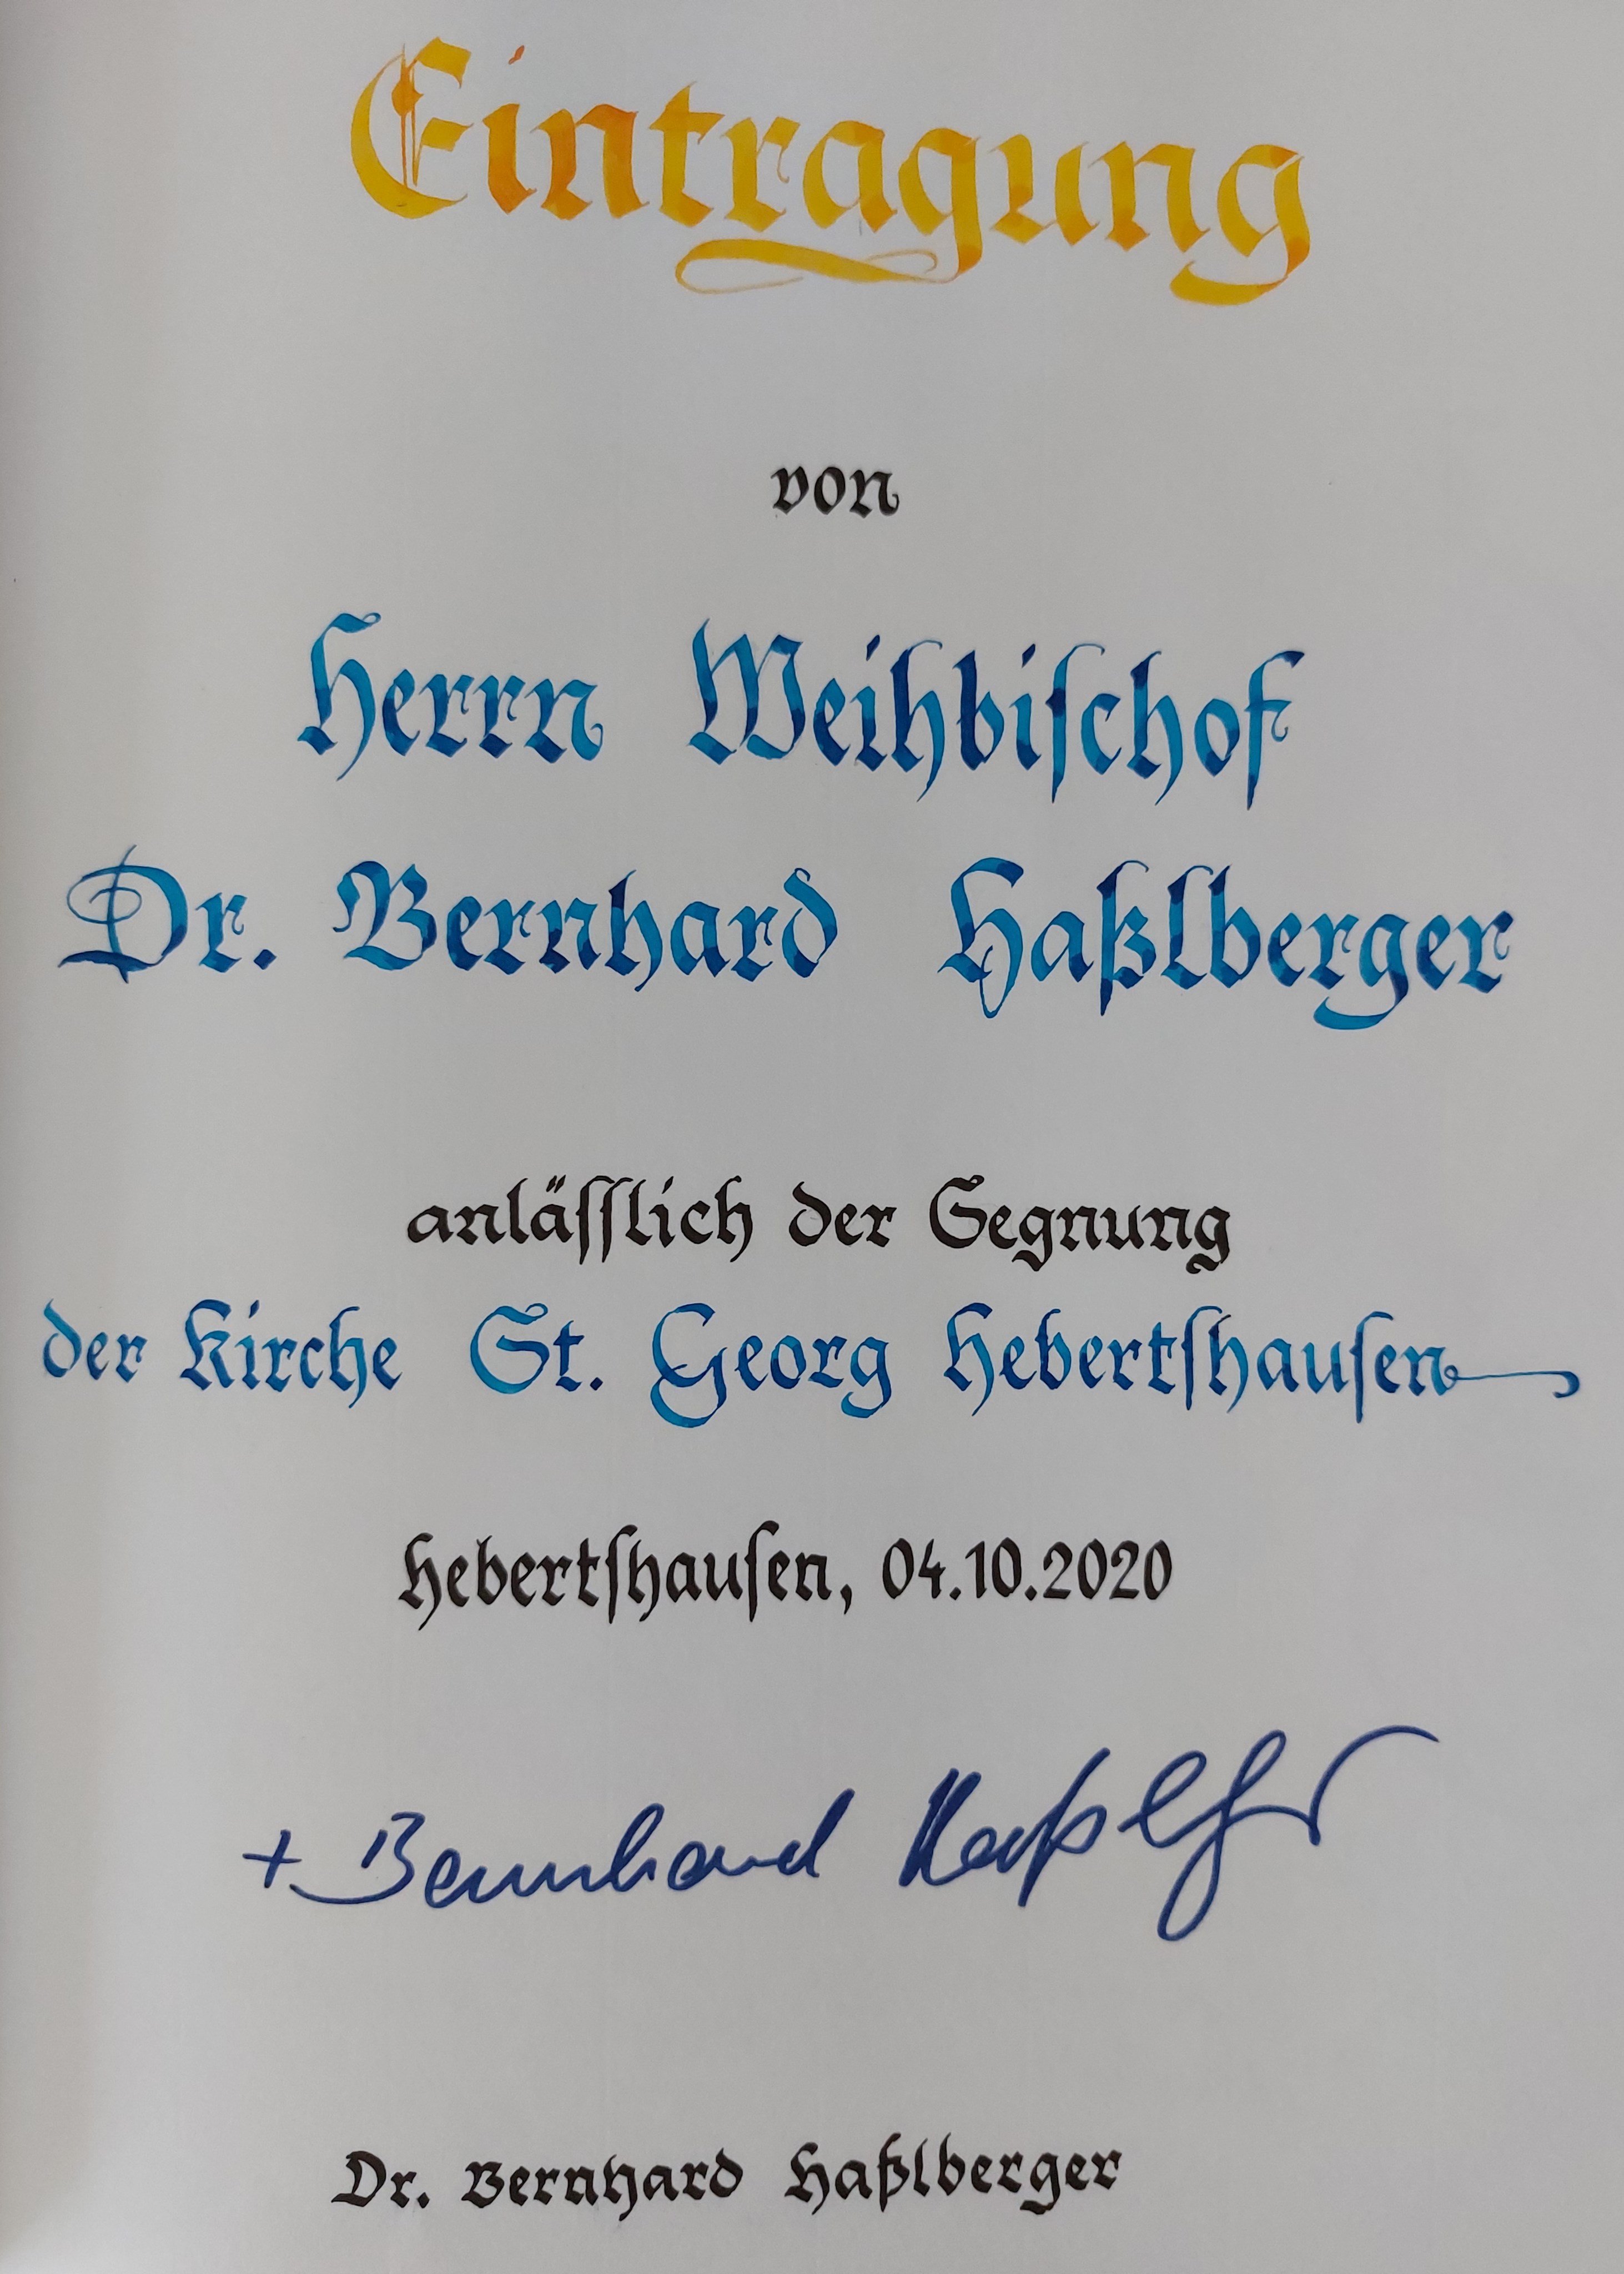 Eintragung
von
Herrn Weihbiſchof
Dr. Bernhard Haßlberger
anläſſlich der Segnung
der Kirche St. Georg Hebertſhauſen
Hebertſhauſen, 04.10.2020
+ Bernhard Haßlberger
Dr. Bernhard Haßlberger